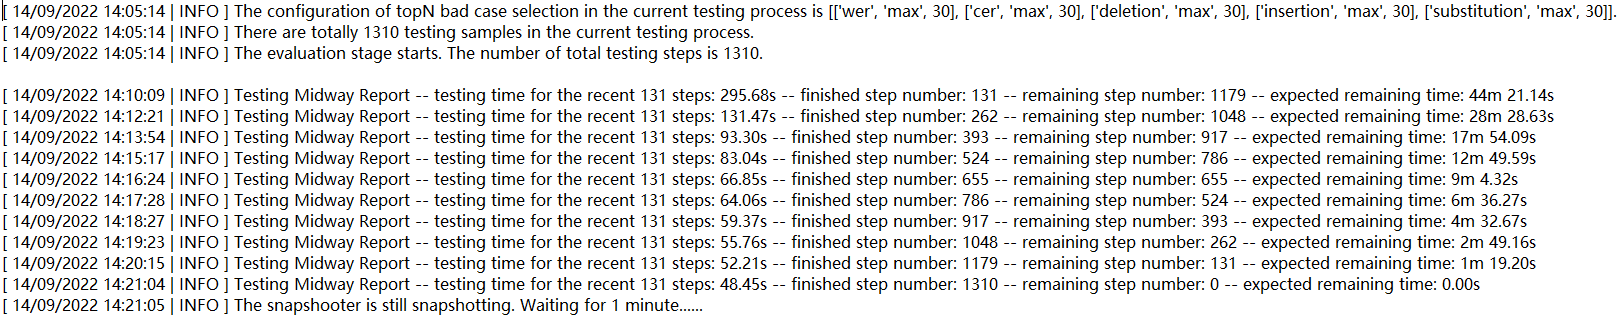 [ 14/09/2022 14:05:14 | INFO ] The configuration of topN bad case selection in the current testing process is [['wer', 'max', 30], ['cer', 'max', 30], ['deletion', 'max', 30], ['insertion', 'max', 30], ['substitution', 'max', 30]].
[ 14/09/2022 14:05:14 | INFO ] There are totally 1310 testing samples in the current testing process.
[ 14/09/2022 14:05:14 | INFO ] The evaluation stage starts. The number of total testing steps is 1310.
[ 14/09/2022 14:10:09 | INFO ] Testing Midway Report -- testing time for the recent 131 steps: 295.68s -- finished step number: 131 -- remaining step number: 1179 -- expected remaining time: 44m 21.14s
[ 14/09/2022 14:12:21 | INFO ] Testing Midway Report -- testing time for the recent 131 steps: 131.47s -- finished step number: 262 -- remaining step number: 1048 -- expected remaining time: 28m 28.63s
[ 14/09/2022 14:13:54 | INFO ] Testing Midway Report -- testing time for the recent 131 steps: 93.30s -- finished step number: 393 -- remaining step number: 917 -- expected remaining time: 17m 54.09s
[ 14/09/2022 14:15:17 | INFO ] Testing Midway Report -- testing time for the recent 131 steps: 83.04s -- finished step number: 524 -- remaining step number: 786 -- expected remaining time: 12m 49.59s
[ 14/09/2022 14:16:24 | INFO ] Testing Midway Report -- testing time for the recent 131 steps: 66.85s -- finished step number: 655 -- remaining step number: 655 -- expected remaining time: 9m 4.32s
[ 14/09/2022 14:17:28 | INFO ] Testing Midway Report -- testing time for the recent 131 steps: 64.06s -- finished step number: 786 -- remaining step number: 524 -- expected remaining time: 6m 36.27s
[ 14/09/2022 14:18:27 | INFO ] Testing Midway Report -- testing time for the recent 131 steps: 59.37s -- finished step number: 917 -- remaining step number: 393 -- expected remaining time: 4m 32.67s
[ 14/09/2022 14:19:23 | INFO ] Testing Midway Report -- testing time for the recent 131 steps: 55.76s -- finished step number: 1048 -- remaining step number: 262 -- expected remaining time: 2m 49.16s
[ 14/09/2022 14:20:15 | INFO ] Testing Midway Report -- testing time for the recent 131 steps: 52.21s -- finished step number: 1179 -- remaining step number: 131 -- expected remaining time: 1m 19.20s
[ 14/09/2022 14:21:04 | INFO ] Testing Midway Report -- testing time for the recent 131 steps: 48.45s -- finished step number: 1310 -- remaining step number: 0 -- expected remaining time: 0.00s
[ 14/09/2022 14:21:05 | INFO ] The snapshooter is still snapshotting. Waiting for 1 minute......